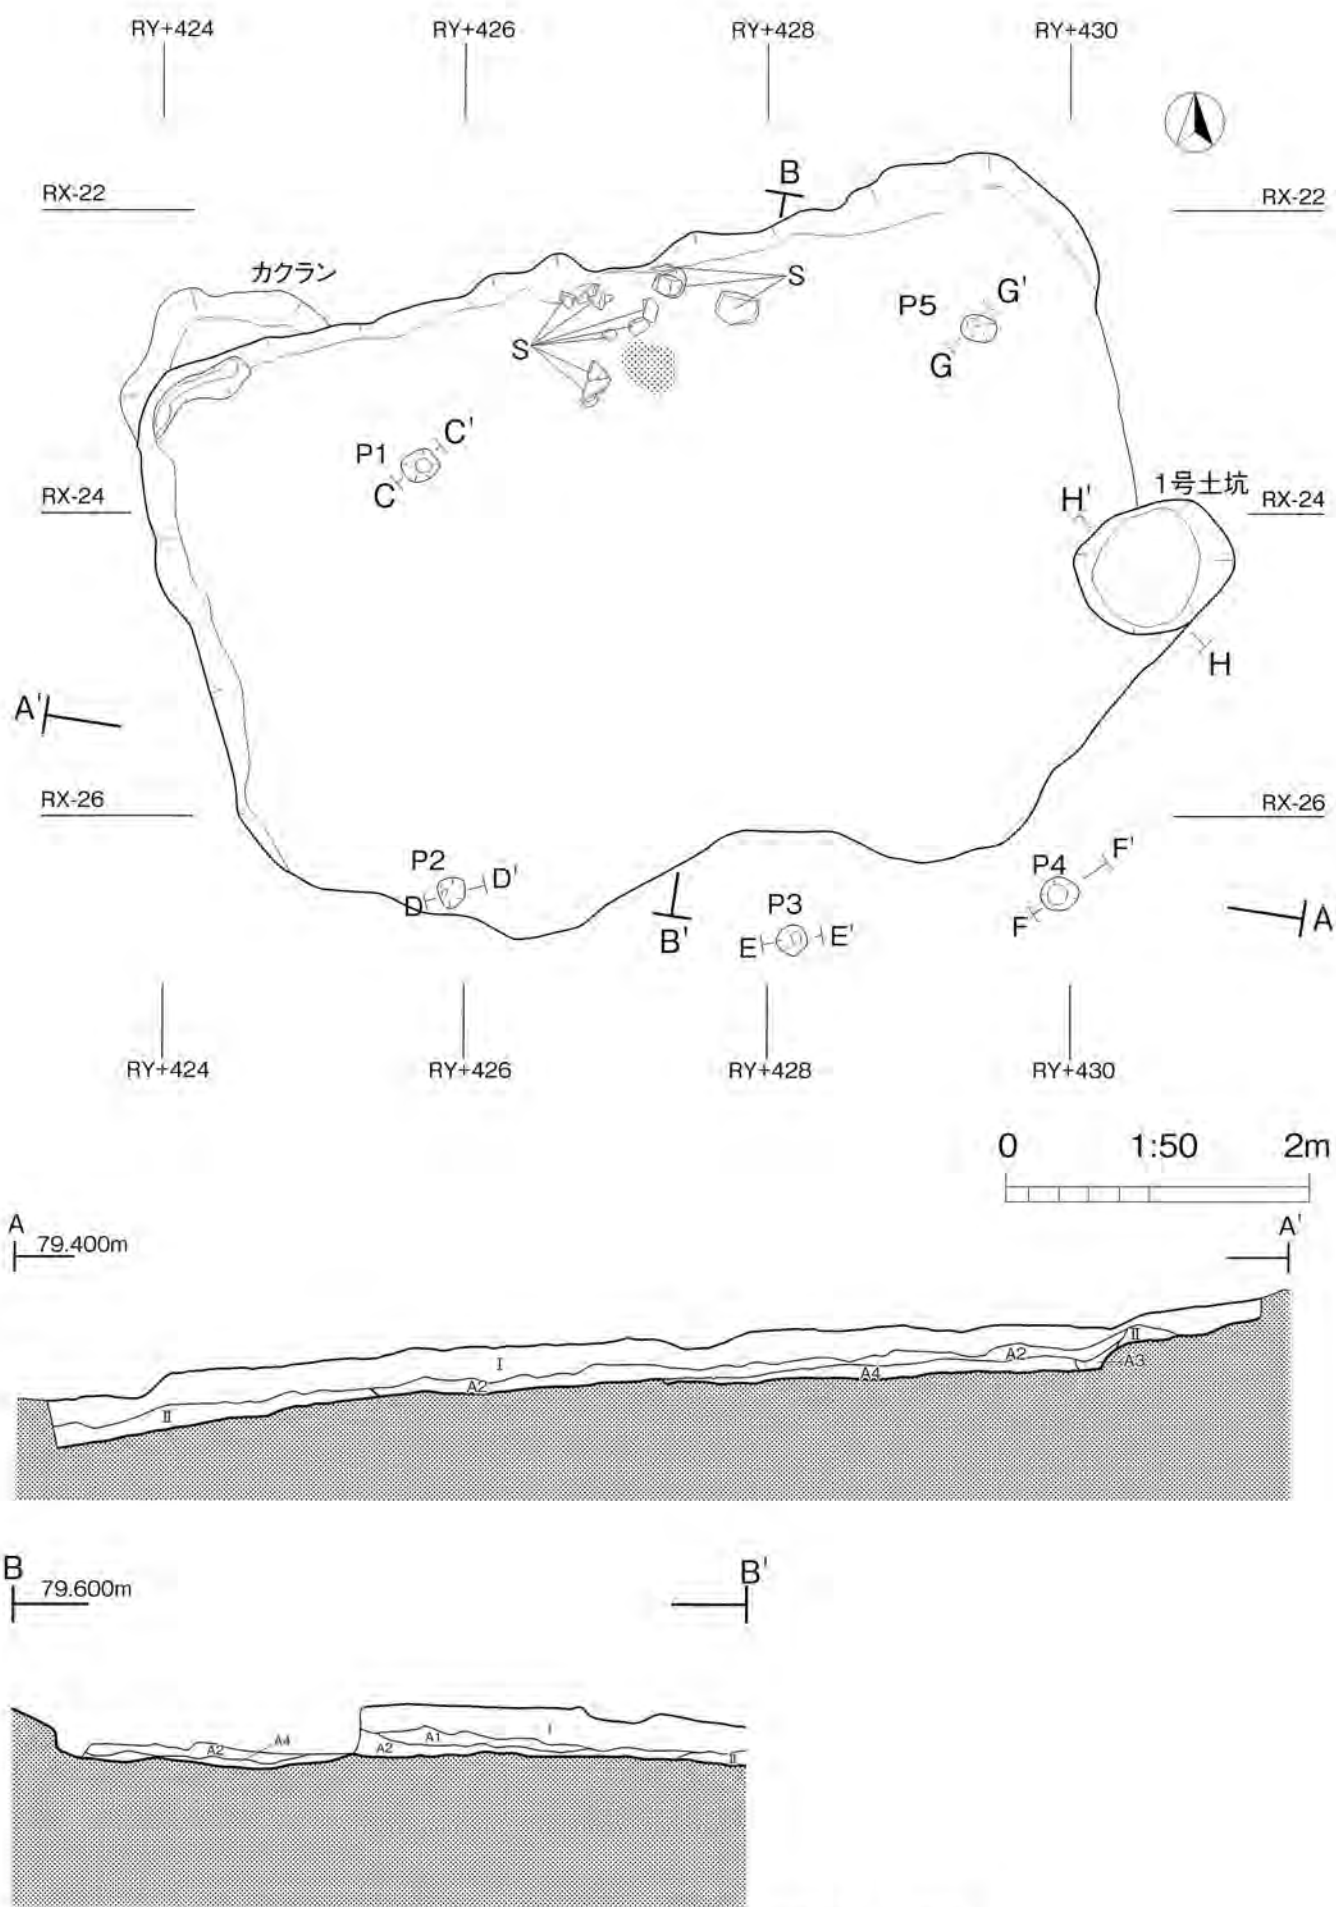 RY+424 RY+426 RY+428 RY+430
B
RX-22 RX-22
カクラン
S
P5 G'
S
G
C'
P1
C
1号土坑
RX-24 H' RX-24
H
A'
RX-26 RX-26
P2 D' P4 F'
D P3
F A
B' E E'
RY+424 RY+426 RY+428 RY+430
0 1:50 2m
A A'
79.400m
I
II
A2 A3
A2 A4
II
B B'
79.600m
A4 A1 I
A2 A2
II